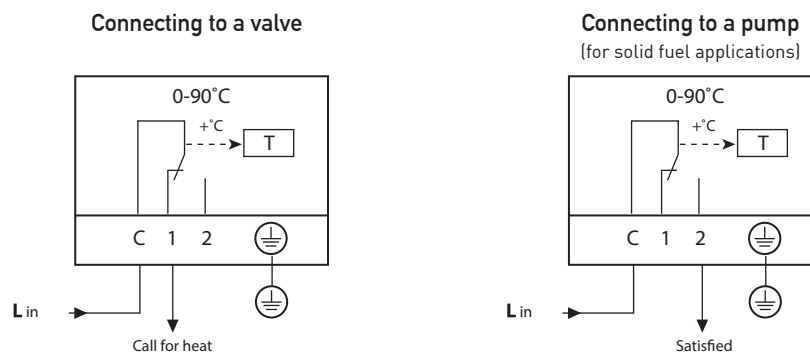 Connecting to a valve
0-90˚C
+˚C
T
C 1 2
L in
Call for heat
Connecting to a pump
(for solid fuel applications)
0-90˚C
+˚C
T
C 1 2
L in
Satisfied